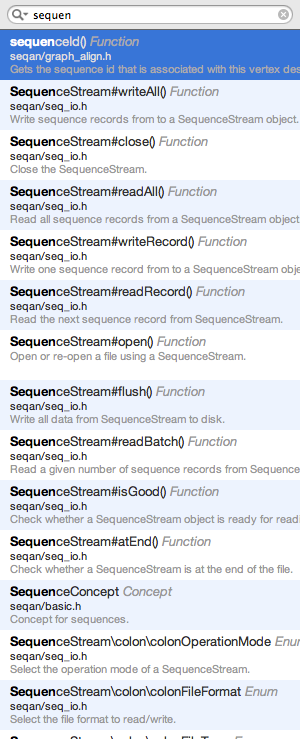 sequen
sequenceId() Function
seqan/graph_align.h
Gets the sequence id that is associated with this vertex des
SequenceStream#writeAll() Function
seqan/seq_io.h
Write sequence records from to a SequenceStream object.
SequenceStream#close() Function
seqan/seq_io.h
Close the SequenceStream.
SequenceStream#readAll() Function
seqan/seq_io.h
Read all sequence records from a SequenceStream object
SequenceStream#writeRecord() Function
seqan/seq_io.h
Write one sequence record from to a SequenceStream obje
SequenceStream#readRecord() Function
seqan/seq_io.h
Read the next sequence record from SequenceStream.
SequenceStream#open() Function
Open or re-open a file using a SequenceStream.
SequenceStream#flush() Function
seqan/seq_io.h
Write all data from SequenceStream to disk.
SequenceStream#readBatch() Function
seqan/seq_io.h
Read a given number of sequence records from Sequence
SequenceStream#isGood() Function
seqan/seq_io.h
Check whether a SequenceStream object is ready for readi
SequenceStream#atEnd() Function
seqan/seq_io.h
Check whether a SequenceStream is at the end of the file.
SequenceConcept Concept
seqan/basic.h
Concept for sequences.
SequenceStream\colon\colonOperationMode Enum
seqan/seq_io.h
Select the operation mode of a SequenceStream.
SequenceStream\colon\colonFileFormat Enum
seqan/seq_io.h
Select the file format to read/write.